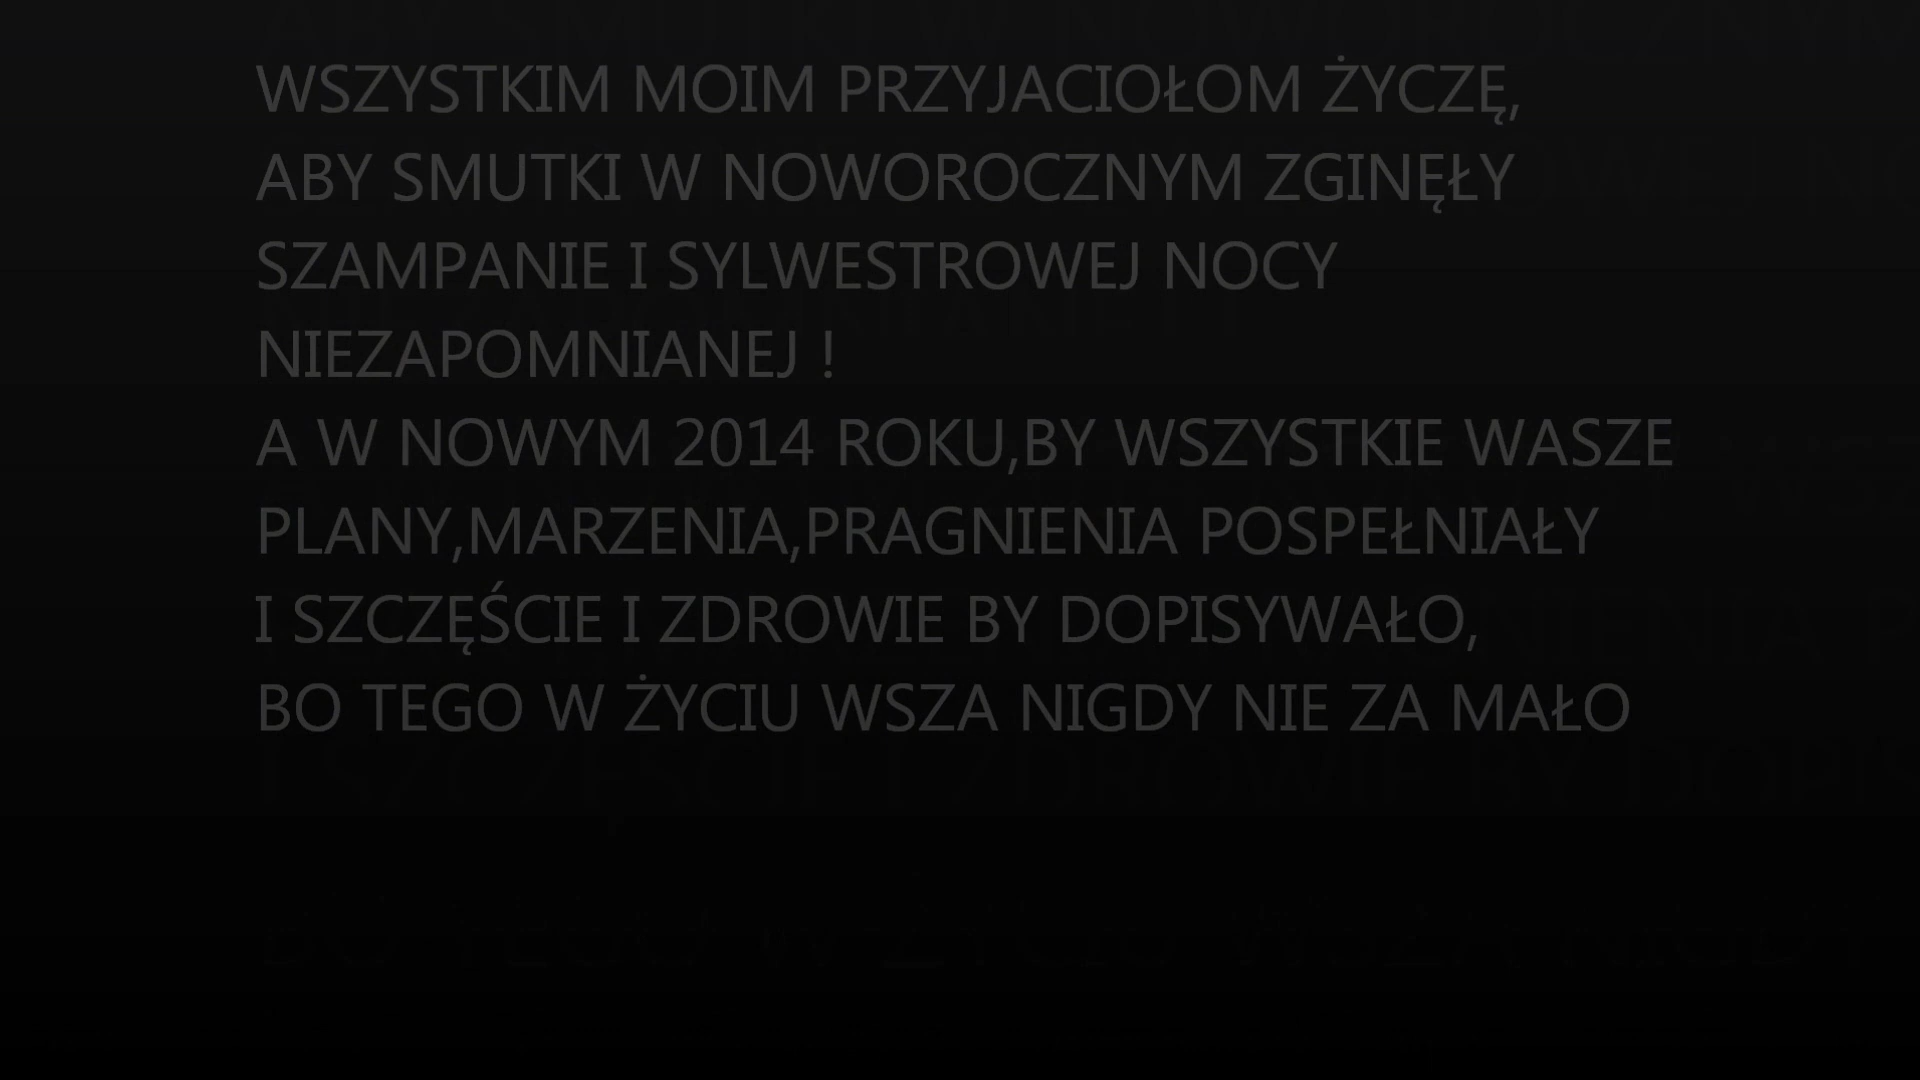 WSZYSTKIM MOIM PRZYJACIOŁOM ŻYCZĘ,
ABY SMUTKI W NOWOROCZNYM ZGINĘŁY
SZAMPANIE I SYLWESTROWEJ NOCY
NIEZAPOMNIANEJ !
A W NOWYM 2014 ROKU,BY WSZYSTKIE WASZE
PLANY,MARZENIA,PRAGNIENIA POSPEŁNIAŁY
I SZCZĘŚCIE I ZDROWIE BY DOPISYWAŁO,
BO TEGO W ŻYCIU WSZA NIGDY NIE ZA MAŁO